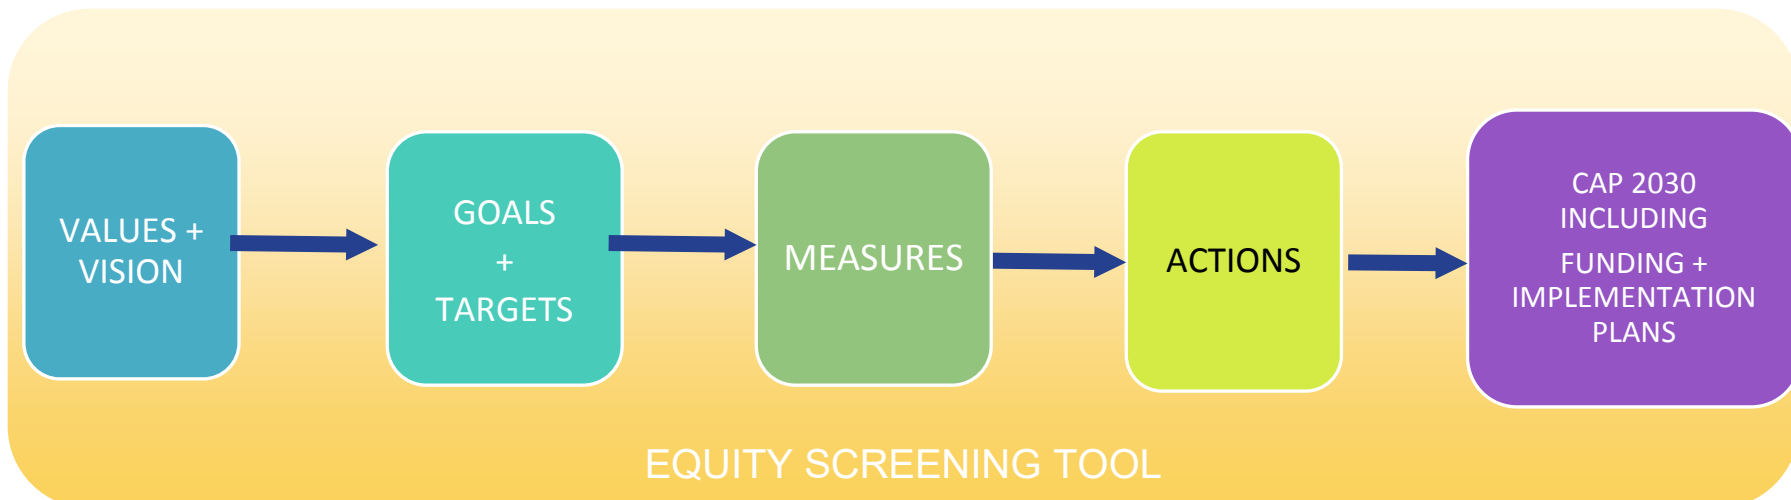 VALUES +
VISION
GOALS
+
TARGETS
MEASURES
ACTIONS
CAP 2030
INCLUDING
FUNDING +
IMPLEMENTATION
PLANS
EQUITY SCREENING TOOL